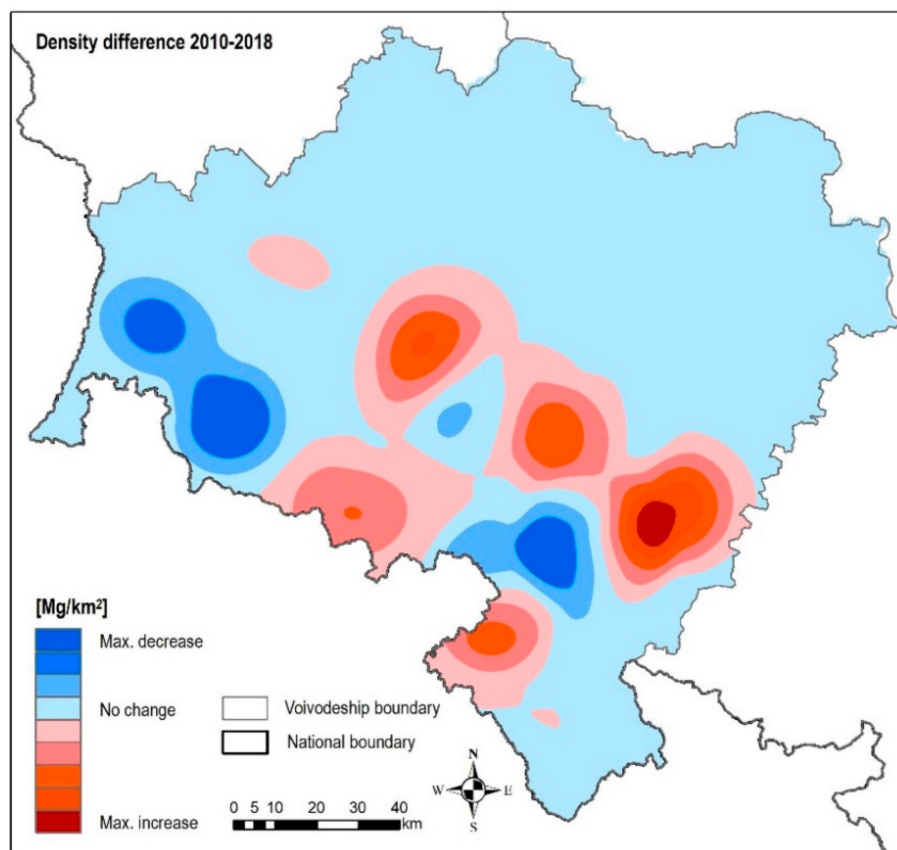 Density difference 2010-2018
[Mg/km²]
Max. decrease
No change
Max. increase
Voivodeship boundary
National boundary
N
W E
S
0 5 10 20 30 40
km